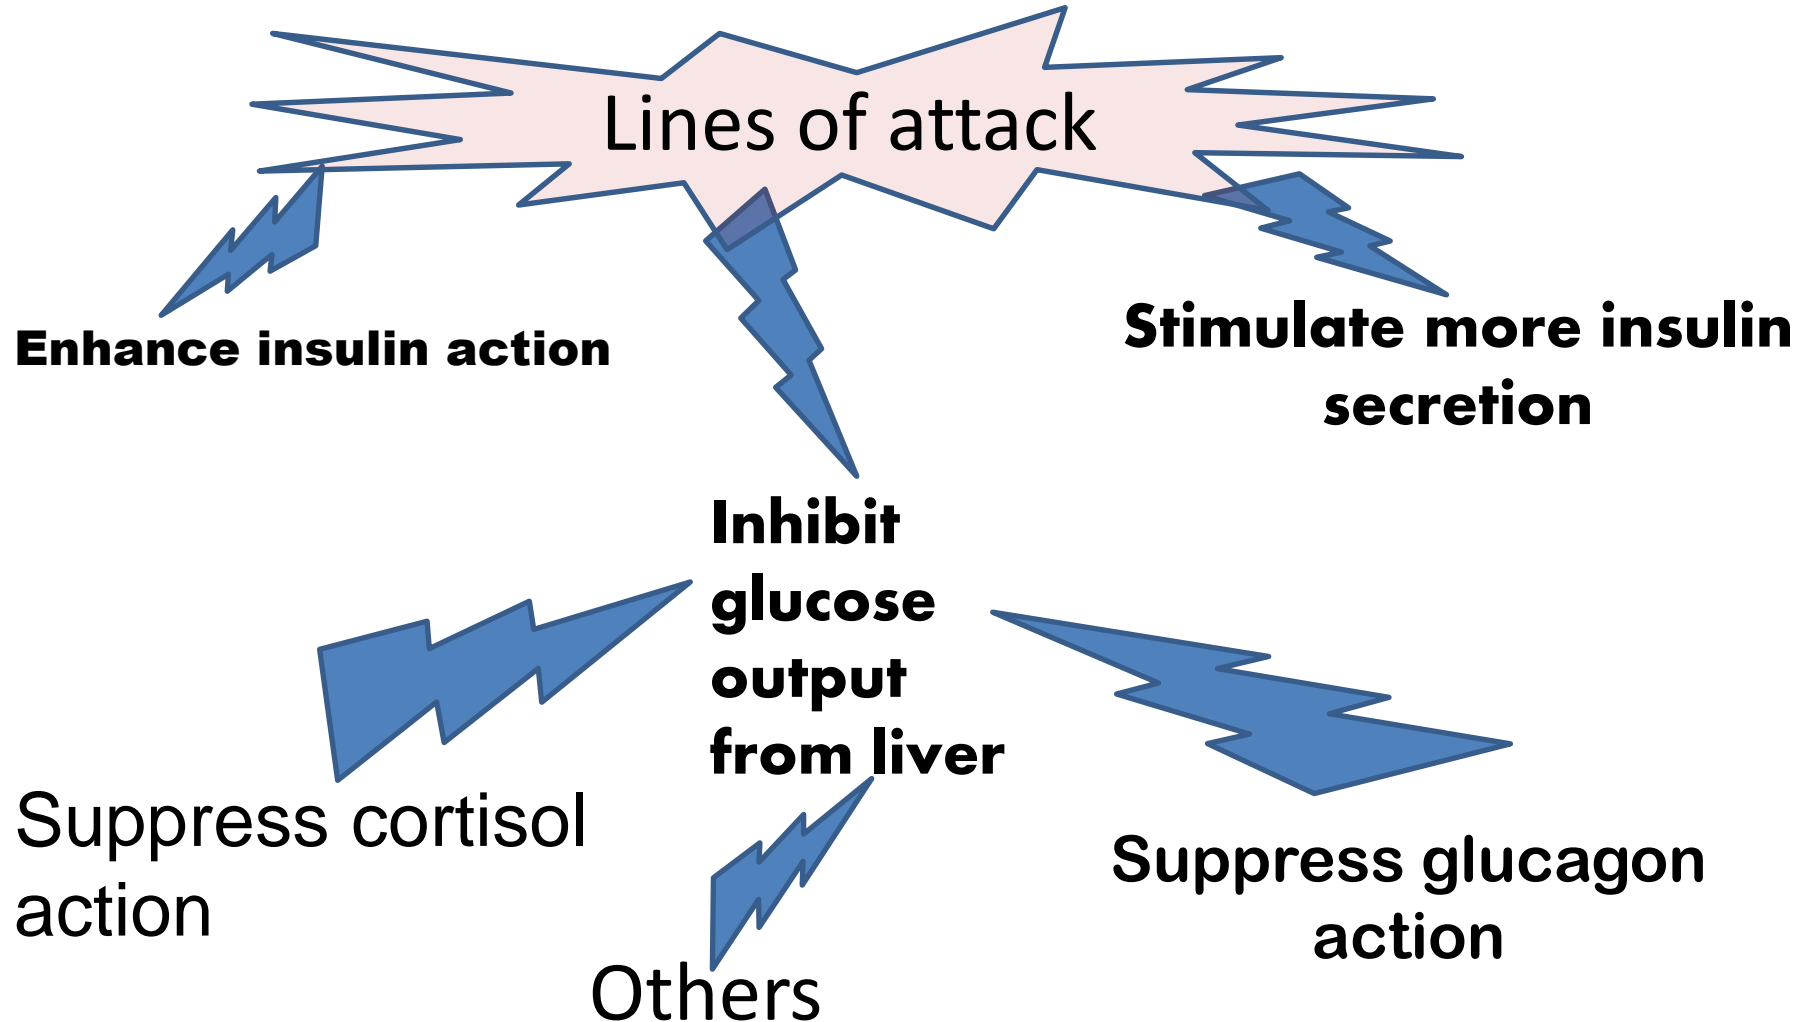 Lines of attack
Enhance insulin action
Stimulate more insulin
secretion
Inhibit
glucose
output
from liver
Suppress cortisol
action
Suppress glucagon
action
Others